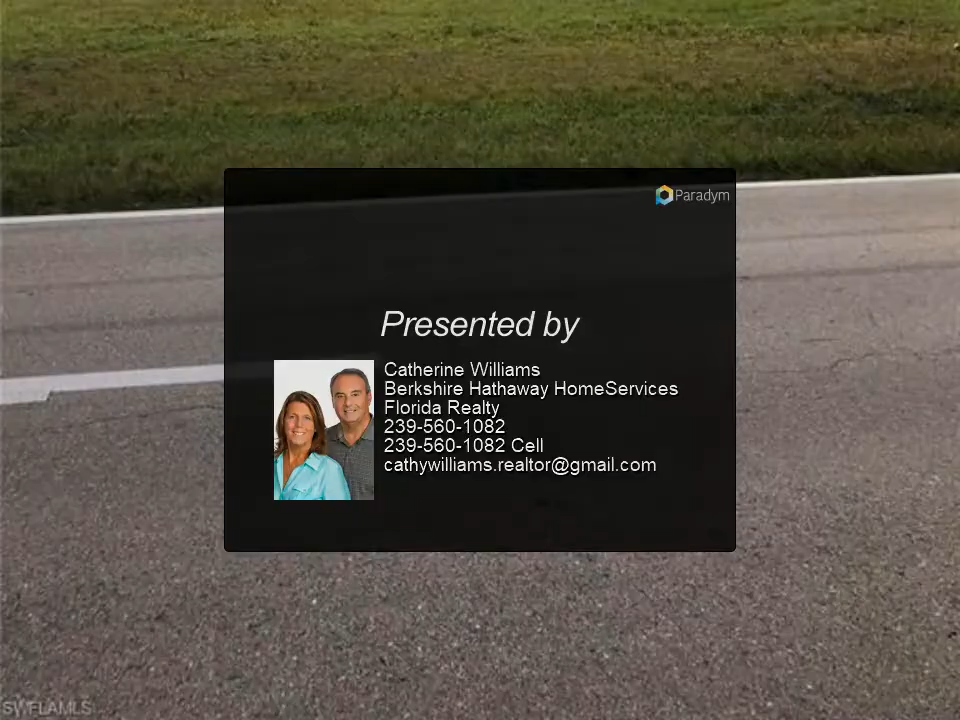 Paradym
Presented by
Catherine Williams
Berkshire Hathaway HomeServices
Florida Realty
239-560-1082
239-560-1082 Cell
cathywilliams.realtor@gmail.com
SWFLAMLS